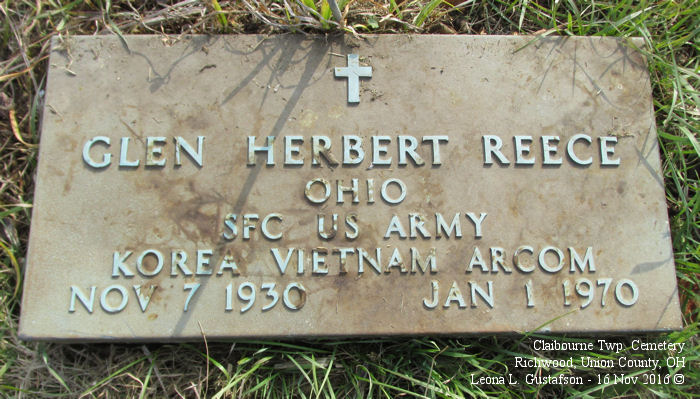 GLEN HERBERT REECE
OHIO
SFC US ARMY
KOREA VIETNAM ARCOM
NOV 7 1930 JAN 1 1970
Claibourne Twp. Cemetery
Richwood, Union County, OH
Leona L. Gustafson - 16 Nov 2016 ©